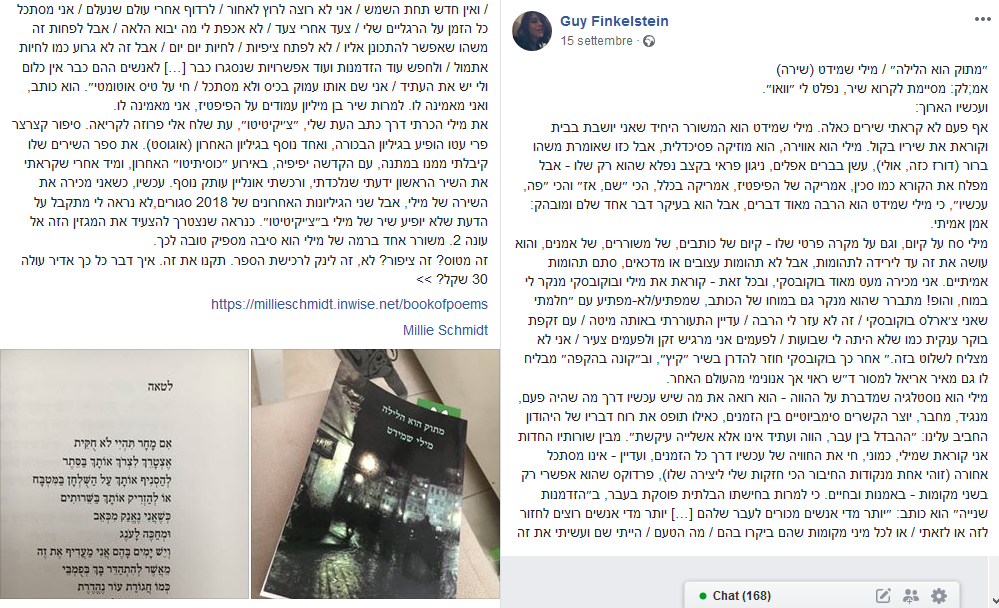 Guy Finkelstein
15 settembre ·
"מתוק הוא הלילה" / מילי שמידט (שירה)
אמ;לק: מסיימת לקרוא שיר, נפלט לי "וואו".
ועכשיו הארוך:
אף פעם לא קראתי שירים כאלה. מילי שמידט הוא המשורר היחיד שאני יושבת בבית
וקוראת את שיריו בקול. מילי הוא אווירה, הוא מוזיקה פסיכדלית, אבל כזו שאומרת משהו
ברור (דורז כזה, אולי), עשן בברים אפלים, ניגון פראי בקצב נפלא שהוא רק שלו - אבל
מפלח את הקורא כמו סכין, אמריקה של הפיפטיז, אמריקה בכלל, הכי "שם, אז" והכי "פה,
עכשיו", כי מילי שמידט הוא הרבה מאוד דברים, אבל הוא בעיקר דבר אחד שלם ומובהק:
אמן אמיתי.
מילי סח על קיום, וגם על מקרה פרטי שלו - קיום של כותבים, של משוררים, של אמנים, והוא
עושה את זה עד לירידה לתהומות, אבל לא תהומות עצובים או מדכאים, סתם תהומות
אמיתיים. אני מכירה מעט מאוד בוקובסקי, ובכל זאת - קוראת את מילי ובוקובסקי מנקר לי
במוח, והופ! מתברר שהוא מנקר גם במוחו של הכותב, שמפתיע/לא-מפתיע עם "חלמתי
שאני צ'ארלס בוקובסקי / זה לא עזר לי הרבה / עדיין התעוררתי באותה מיטה / עם זקפת
בוקר ענקית כמו שלא היתה לי שבועות / לפעמים אני מרגיש זקן ולפעמים צעיר / אני לא
מצליח לשלוט בזה." אחר כך בוקובסקי חוזר להדרן בשיר "קיץ", וב"קונה בהקפה" מבליח
לו גם מאיר אריאל למסור ד"ש ראוי אך אנונימי מהעולם האחר.
מילי הוא נוסטלגיה שמדברת על ההווה - הוא רואה את מה שיש עכשיו דרך מה שהיה פעם,
מנגיד, מחבר, יוצר הקשרים סימביוטיים בין הזמנים, כאילו תופס את רוח דבריו של היהודון
החביב עלינו: "ההבדל בין עבר, הווה ועתיד אינו אלא אשלייה עיקשת". מבין שורותיו החדות
אני קוראת שמילי, כמוני, חי את החוויה של עכשיו דרך כל הזמנים, ועדיין - אינו מסתכל
אחורה (זוהי אחת מנקודות החיבור הכי חזקות שלי ליצירה שלו), פרדוקס שהוא אפשרי רק
בשני מקומות - באמנות ובחיים. כי למרות בחישתו הבלתית פוסקת בעבר, ב"הזדמנות
שנייה" הוא כותב: "יותר מדי אנשים מכורים לעבר שלהם [...] יותר מדי אנשים רוצים לחזור
לזה או לזאתי / או לכל מיני מקומות שהם ביקרו בהם / מה הטעם / הייתי שם ועשיתי את זה
/ ואין חדש תחת השמש / אני לא רוצה לרוץ לאחור / לרדוף אחרי עולם שנעלם / אני מסתכל
כל הזמן על הרגליים שלי / צעד אחרי צעד / לא אכפת לי מה יבוא הלאה / אבל לפחות זה
משהו שאפשר להתכונן אליו / לא לפתח ציפיות / לחיות יום יום / אבל זה לא גרוע כמו לחיות
אתמול / ולחפש עוד הזדמנות ועוד אפשרויות שנסגרו כבר [...] לאנשים ההם כבר אין כלום
ולי יש את העתיד / אני שם אותו עמוק בכיס ולא מסתכל / חי על טיס אוטומטי". הוא כותב,
ואני מאמינה לו. למרות שיר בן מיליון עמודים על הפיפטיז, אני מאמינה לו.
את מילי הכרתי דרך כתב העת שלי, "צ'יקיטיטו", עת שלח אלי פרוזה לקריאה. סיפור קצרצר
פרי עטו הופיע בגיליון הבכורה, ואחד נוסף בגיליון האחרון (אוגוסט). את ספר השירים שלו
קיבלתי ממנו במתנה, עם הקדשה יפיפיה, באירוע "כוסיתיטו" האחרון, ומיד אחרי שקראתי
את השיר הראשון ידעתי שנלכדתי, ורכשתי אונליין עותק נוסף. עכשיו, כשאני מכירה את
השירה של מילי, אבל שני הגיליונות האחרונים של 2018 סגורים,לא נראה לי מתקבל על
הדעת שלא יופיע שיר של מילי ב"צ'יקיטיטו". כנראה שנצטרך להצעיד את המגזין הזה אל
עונה 2. משורר אחד ברמה של מילי הוא סיבה מספיק טובה לכך.
זה מטוס? זה ציפור? לא, זה לינק לרכישת הספר. תקנו את זה. איך דבר כל כך אדיר עולה
30 שקל? >>
https://millieschmidt.inwise.net/bookofpoems
Millie Schmidt
מתוק הוא הלילה
מילי שמידט
לטאה
אִם מָחָר תִּהְיִי לֹא חֻקִּית
אֶצְטָרֵךְ לִצְרֹךְ אוֹתָךְ בַּסֵּתֶר
לְהַסְנִיף אוֹתָךְ עַל הַשֻּׁלְחָן בַּמִּטְבָּח
אוֹ לְהַזְרִיק אוֹתָךְ בַּשֵּׁרוּתִים
כְּשֶׁאֲנִי נֶאֱנָק מִכְּאֵב
וּמְחַכֶּה לָעֹנֶג
וְיֵשׁ יָמִים בָּהֶם אֲנִי מַעֲדִיף אֶת זֶה
מֵאֲשֶׁר לְהִתְהַדֵּר בָּךְ בְּפֻמְבֵּי
כְּמוֹ חֲגוֹרַת עוֹר נֶהֱדֶרֶת
Chat (168)